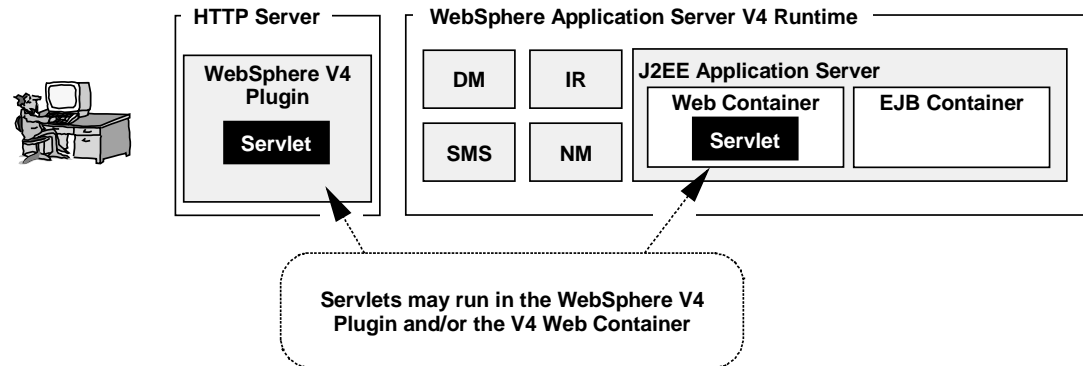 HTTP Server
WebSphere V4
Plugin
Servlet
WebSphere Application Server V4 Runtime
DM
IR
SMS
NM
J2EE Application Server
Web Container
Servlet
EJB Container
Servlets may run in the WebSphere V4
Plugin and/or the V4 Web Container